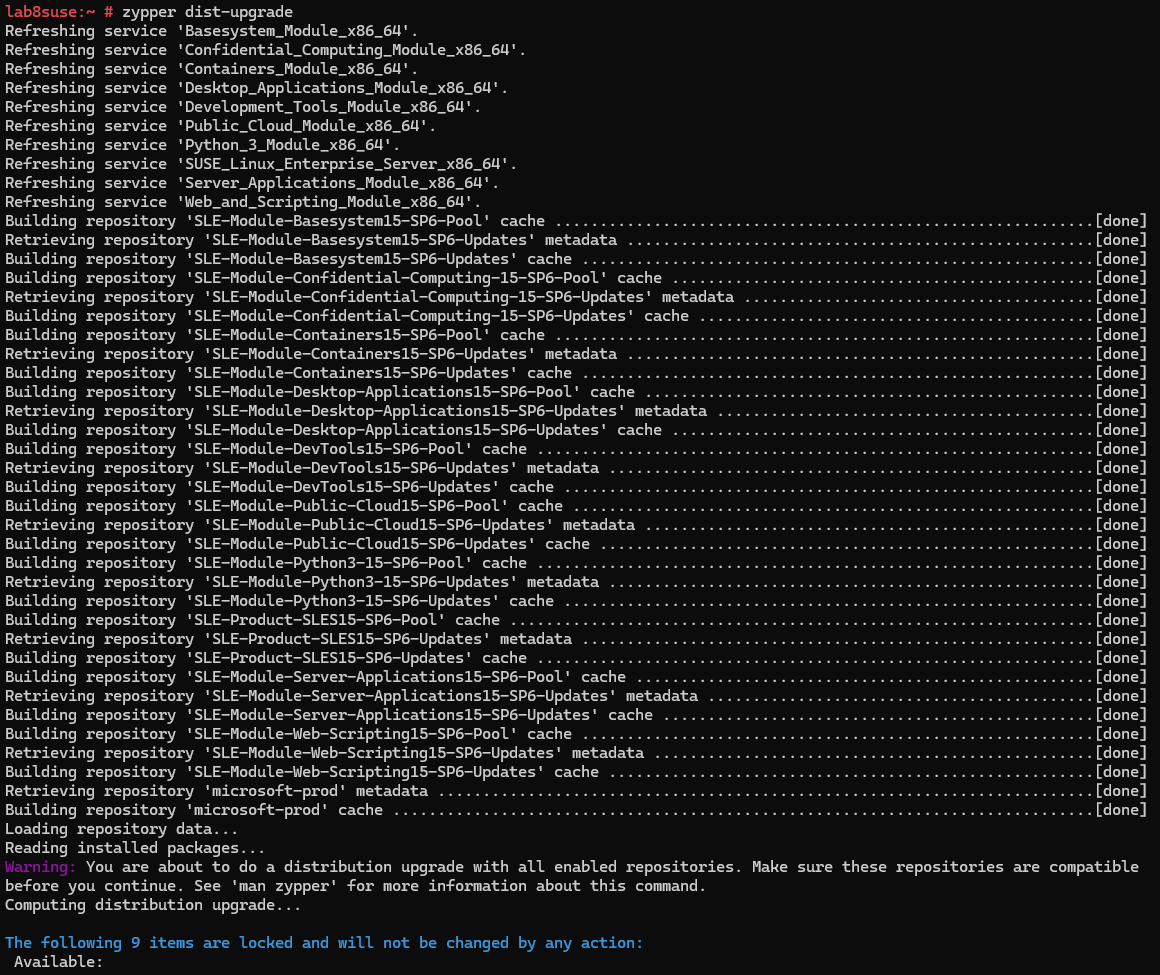 lab8suse:~ # zypper dist-upgrade
Refreshing service 'Basesystem_Module_x86_64'.
Refreshing service 'Confidential_Computing_Module_x86_64'.
Refreshing service 'Containers_Module_x86_64'.
Refreshing service 'Desktop_Applications_Module_x86_64'.
Refreshing service 'Development_Tools_Module_x86_64'.
Refreshing service 'Public_Cloud_Module_x86_64'.
Refreshing service 'Python_3_Module_x86_64'.
Refreshing service 'SUSE_Linux_Enterprise_Server_x86_64'.
Refreshing service 'Server_Applications_Module_x86_64'.
Refreshing service 'Web_and_Scripting_Module_x86_64'.
Building repository 'SLE-Module-Basesystem15-SP6-Pool' cache ............................................................[done]
Retrieving repository 'SLE-Module-Basesystem15-SP6-Updates' metadata ....................................................[done]
Building repository 'SLE-Module-Basesystem15-SP6-Updates' cache .........................................................[done]
Building repository 'SLE-Module-Confidential-Computing-15-SP6-Pool' cache ...............................................[done]
Retrieving repository 'SLE-Module-Confidential-Computing-15-SP6-Updates' metadata .......................................[done]
Building repository 'SLE-Module-Confidential-Computing-15-SP6-Updates' cache ............................................[done]
Building repository 'SLE-Module-Containers15-SP6-Pool' cache ............................................................[done]
Retrieving repository 'SLE-Module-Containers15-SP6-Updates' metadata ....................................................[done]
Building repository 'SLE-Module-Containers15-SP6-Updates' cache .........................................................[done]
Building repository 'SLE-Module-Desktop-Applications15-SP6-Pool' cache ..................................................[done]
Retrieving repository 'SLE-Module-Desktop-Applications15-SP6-Updates' metadata ..........................................[done]
Building repository 'SLE-Module-Desktop-Applications15-SP6-Updates' cache ...............................................[done]
Building repository 'SLE-Module-DevTools15-SP6-Pool' cache ..............................................................[done]
Retrieving repository 'SLE-Module-DevTools15-SP6-Updates' metadata ......................................................[done]
Building repository 'SLE-Module-DevTools15-SP6-Updates' cache ...........................................................[done]
Building repository 'SLE-Module-Public-Cloud15-SP6-Pool' cache ..........................................................[done]
Retrieving repository 'SLE-Module-Public-Cloud15-SP6-Updates' metadata ..................................................[done]
Building repository 'SLE-Module-Public-Cloud15-SP6-Updates' cache .......................................................[done]
Building repository 'SLE-Module-Python3-15-SP6-Pool' cache ..............................................................[done]
Retrieving repository 'SLE-Module-Python3-15-SP6-Updates' metadata ......................................................[done]
Building repository 'SLE-Module-Python3-15-SP6-Updates' cache ...........................................................[done]
Building repository 'SLE-Product-SLES15-SP6-Pool' cache .................................................................[done]
Retrieving repository 'SLE-Product-SLES15-SP6-Updates' metadata .........................................................[done]
Building repository 'SLE-Product-SLES15-SP6-Updates' cache ..............................................................[done]
Building repository 'SLE-Module-Server-Applications15-SP6-Pool' cache ...................................................[done]
Retrieving repository 'SLE-Module-Server-Applications15-SP6-Updates' metadata ...........................................[done]
Building repository 'SLE-Module-Server-Applications15-SP6-Updates' cache ................................................[done]
Building repository 'SLE-Module-Web-Scripting15-SP6-Pool' cache .........................................................[done]
Retrieving repository 'SLE-Module-Web-Scripting15-SP6-Updates' metadata .................................................[done]
Building repository 'SLE-Module-Web-Scripting15-SP6-Updates' cache ......................................................[done]
Retrieving repository 'microsoft-prod' metadata .........................................................................[done]
Building repository 'microsoft-prod' cache ..............................................................................[done]
Loading repository data...
Reading installed packages...
Warning: You are about to do a distribution upgrade with all enabled repositories. Make sure these repositories are compatible
before you continue. See 'man zypper' for more information about this command.
Computing distribution upgrade...
The following 9 items are locked and will not be changed by any action:
Available: